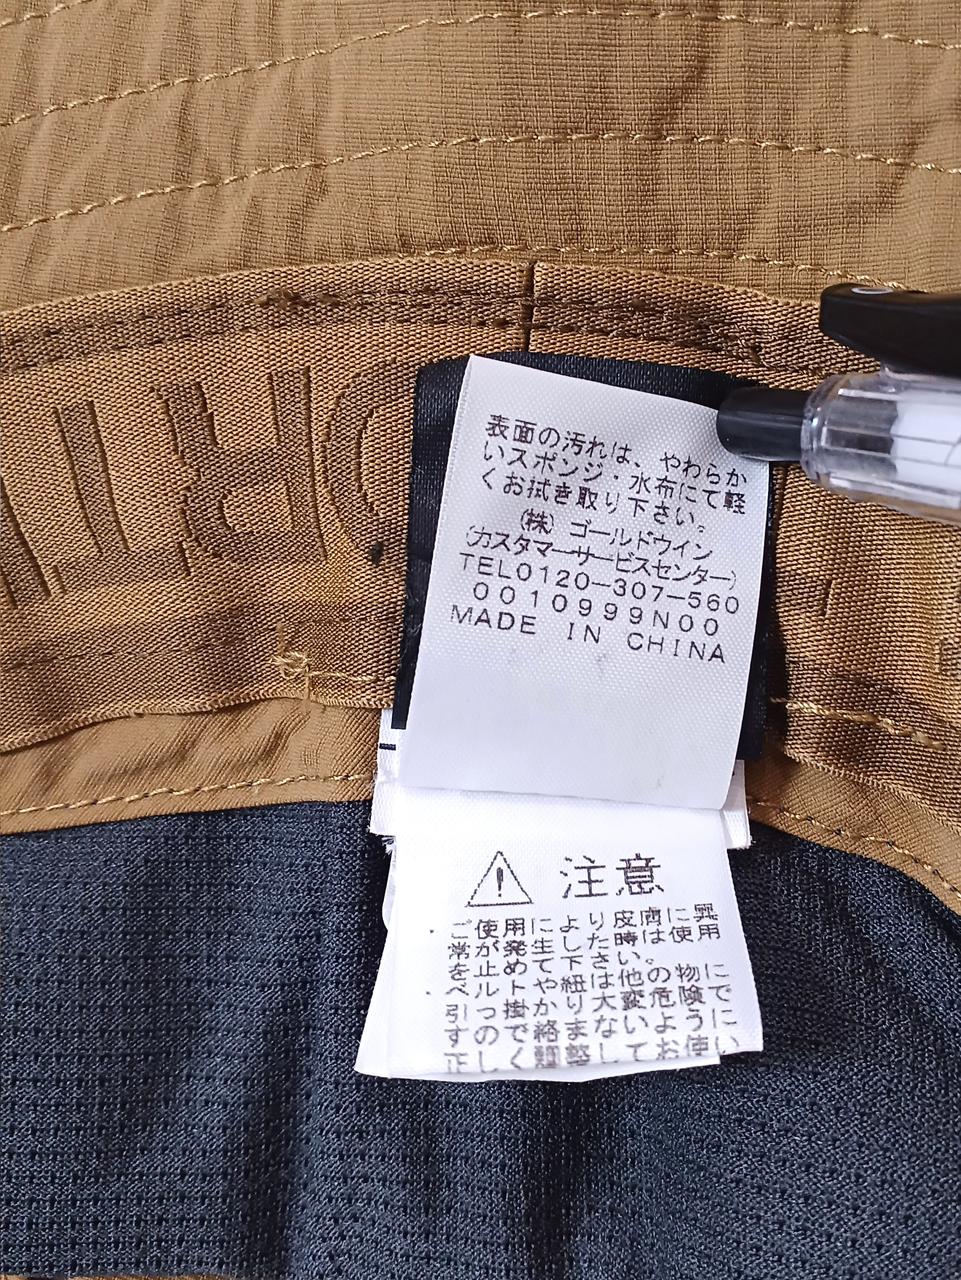 表面の汚れは、やわらか
いスポンジ・水布にて軽
くお拭き取り下さい。
(株) ゴールドウイン
(カスタマーサービスセンター)
TEL0120－307－560
0010999N00
MADE IN CHINA
注意
・ご使用により皮膚に異
常が発生した時は使用
を止めて下さい。
・ベルトや紐は他の物に
引っ掛かり大変危険で
すので絡まないように
正しく調整してお使い